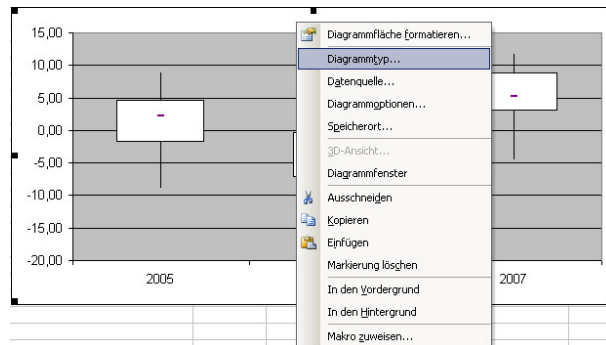 15,00
10,00
5,00
0,00
-5,00
-10,00
-15,00
-20,00
2005
2007
Diagrammfläche formatieren...
Diagrammtyp...
Datenquelle...
Diagrammoptionen...
Speicherort...
3D-Ansicht...
Diagrammfenster
Ausschneiden
Kopieren
Einfügen
Markierung löschen
In den Vordergrund
In den Hintergrund
Makro zuweisen...